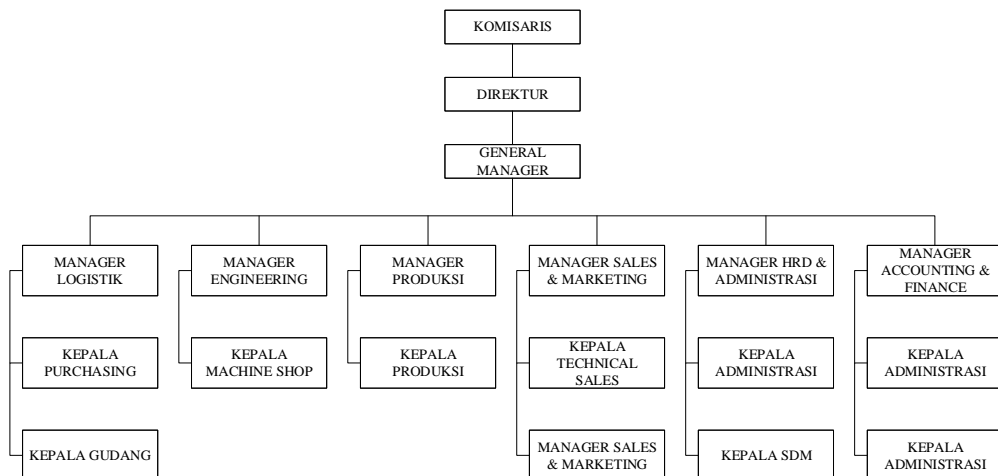 KOMISARIS
DIREKTUR
GENERAL
MANAGER
MANAGER
LOGISTIK
MANAGER
ENGINEERING
MANAGER
PRODUKSI
MANAGER SALES
& MARKETING
MANAGER HRD &
ADMINISTRASI
MANAGER
ACCOUNTING &
FINANCE
KEPALA
PURCHASING
KEPALA
MACHINE SHOP
KEPALA
PRODUKSI
KEPALA
TECHNICAL
SALES
KEPALA
ADMINISTRASI
KEPALA
ADMINISTRASI
KEPALA GUDANG
MANAGER SALES
& MARKETING
KEPALA SDM
KEPALA
ADMINISTRASI